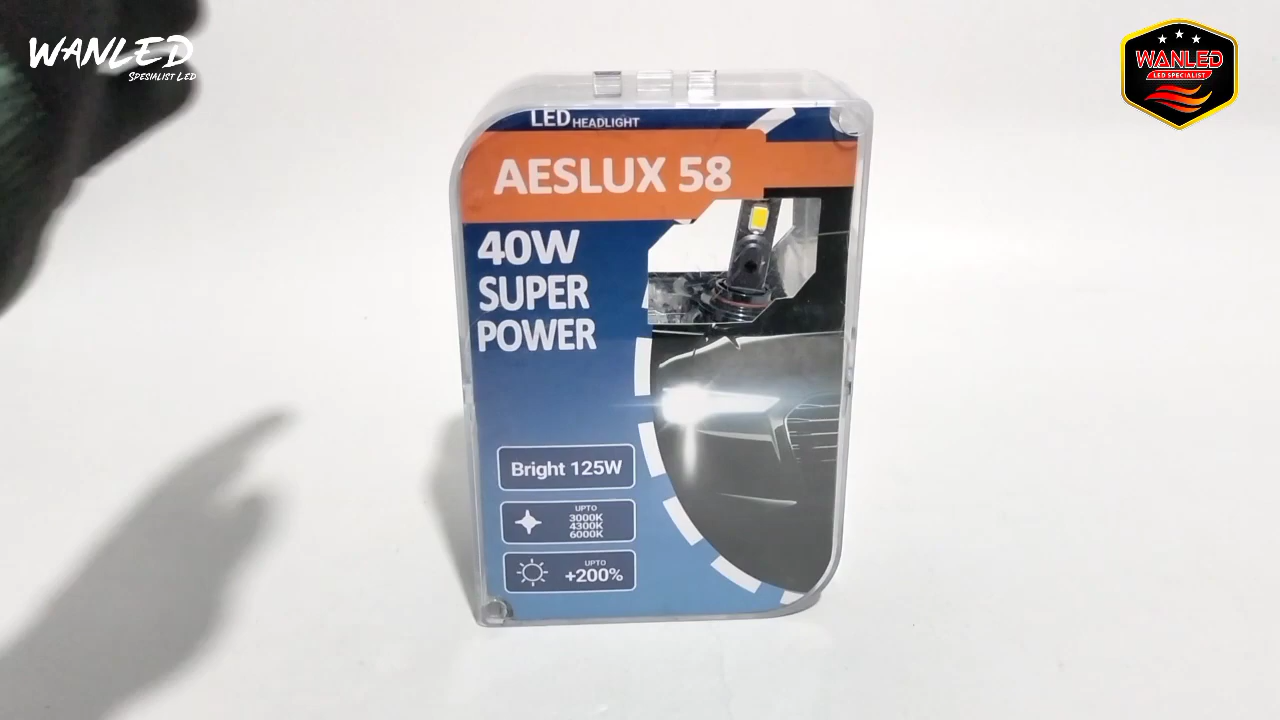 WANLED
SPESIALIST LED
WANLED
LED SPECIALIST
LED HEADLIGHT
AESLUX 58
40W
SUPER
POWER
Bright 125W
UPTO
3000K
4300K
6000K
UPTO
+200%